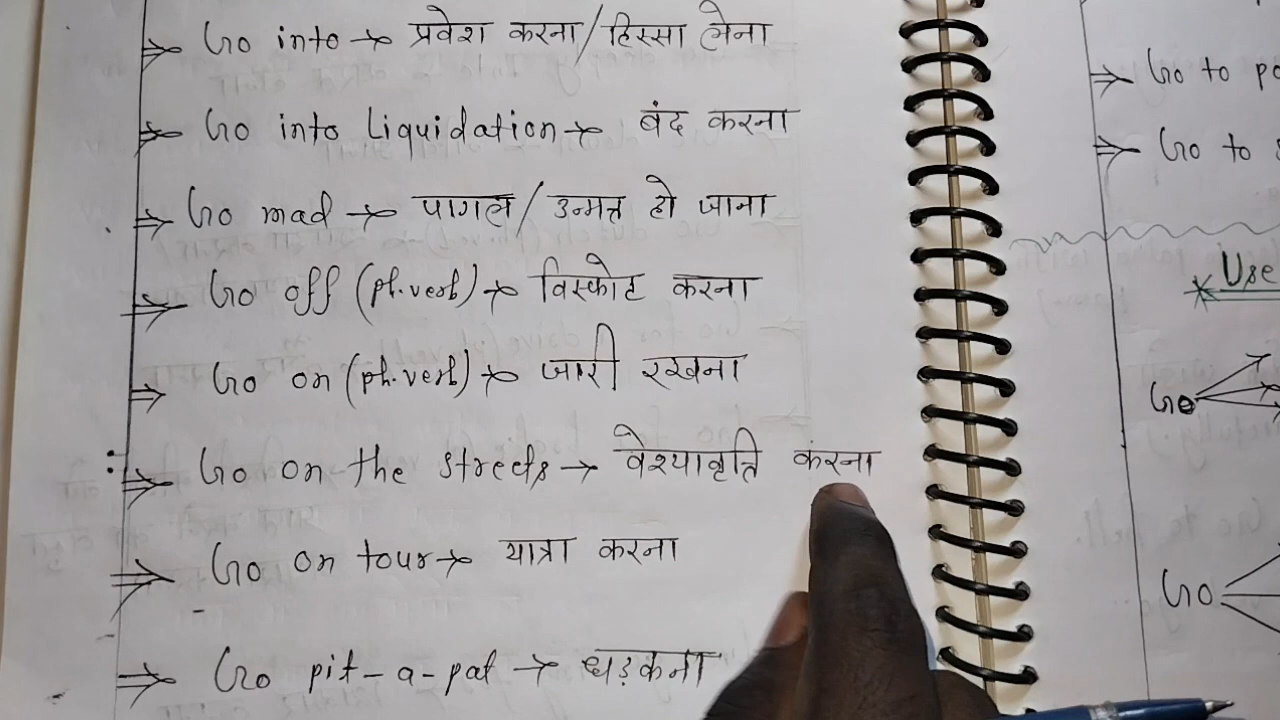 ⇒ Go into → प्रवेश करना/हिस्सा लेना
⇒ Go into Liquidation → बंद करना
⇒ Go mad → पागल/उन्मत्त हो जाना
⇒ Go off (ph.verb) → विस्फोट करना
⇒ Go on (ph.verb) → जारी रखना
⇒ Go on the streets → वेश्यावृत्ति करना
⇒ Go on tour → यात्रा करना
⇒ Go pit-a-pat → धड़कना
⇒ Go to
⇒ Go to
* Use
Go
Go